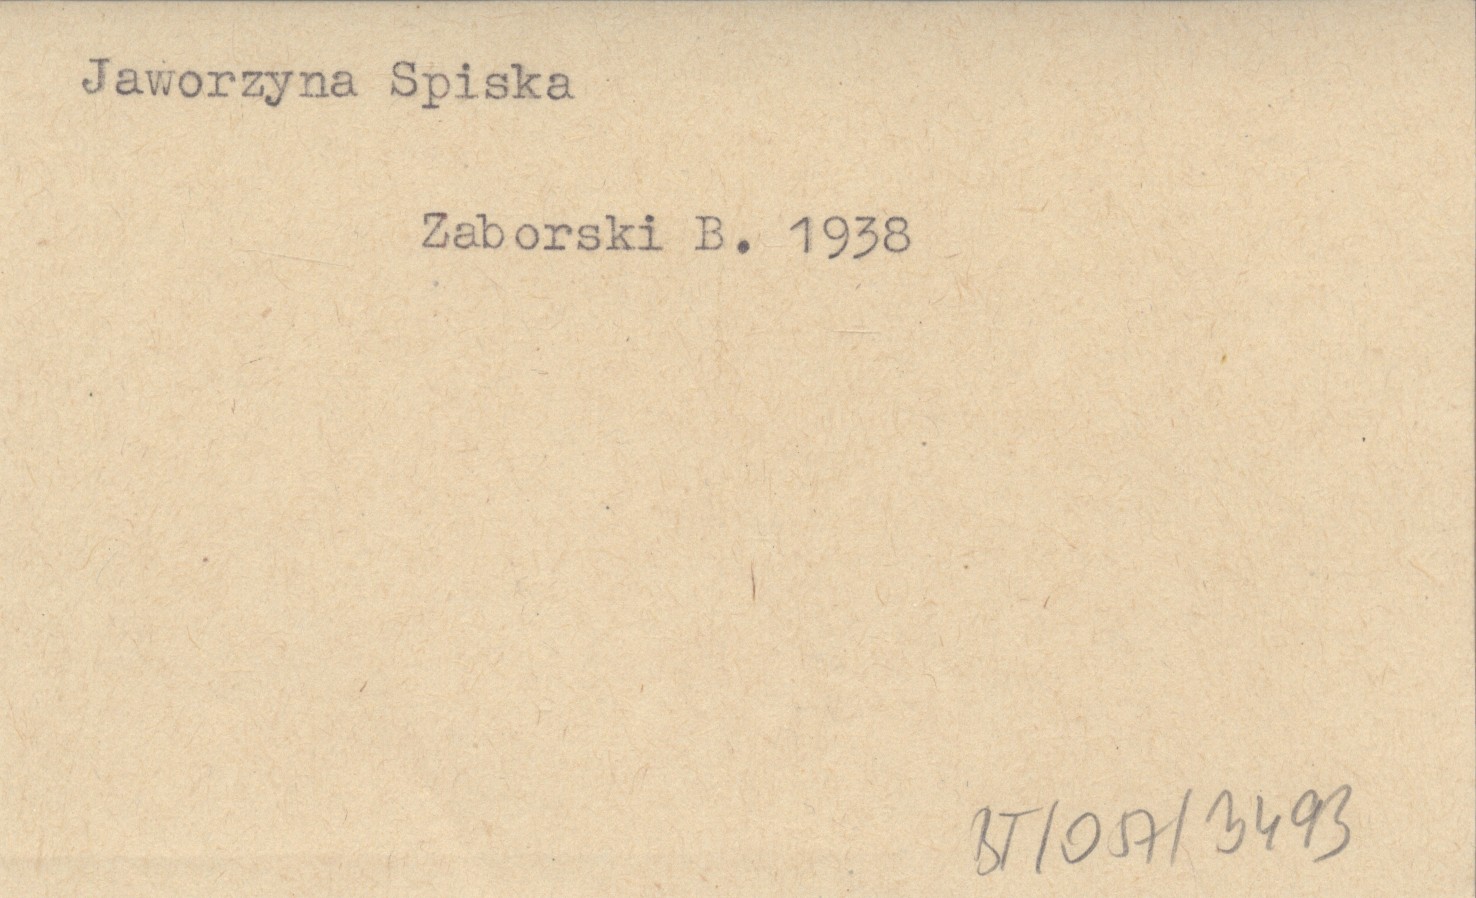 Jaworzyna Spiska
Zaborski B. 1938
BT/057/3493